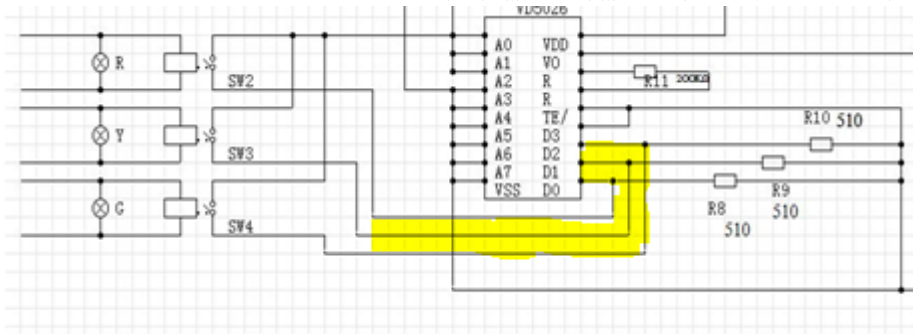 VD5026
R
SW2
Y
SW3
G
SW4
A0 VDD
A1 VO
A2 R
A3 R
A4 TE/
A5 D3
A6 D2
A7 D1
VSS D0
R11 200KΩ
R10 510
R9
510
R8
510